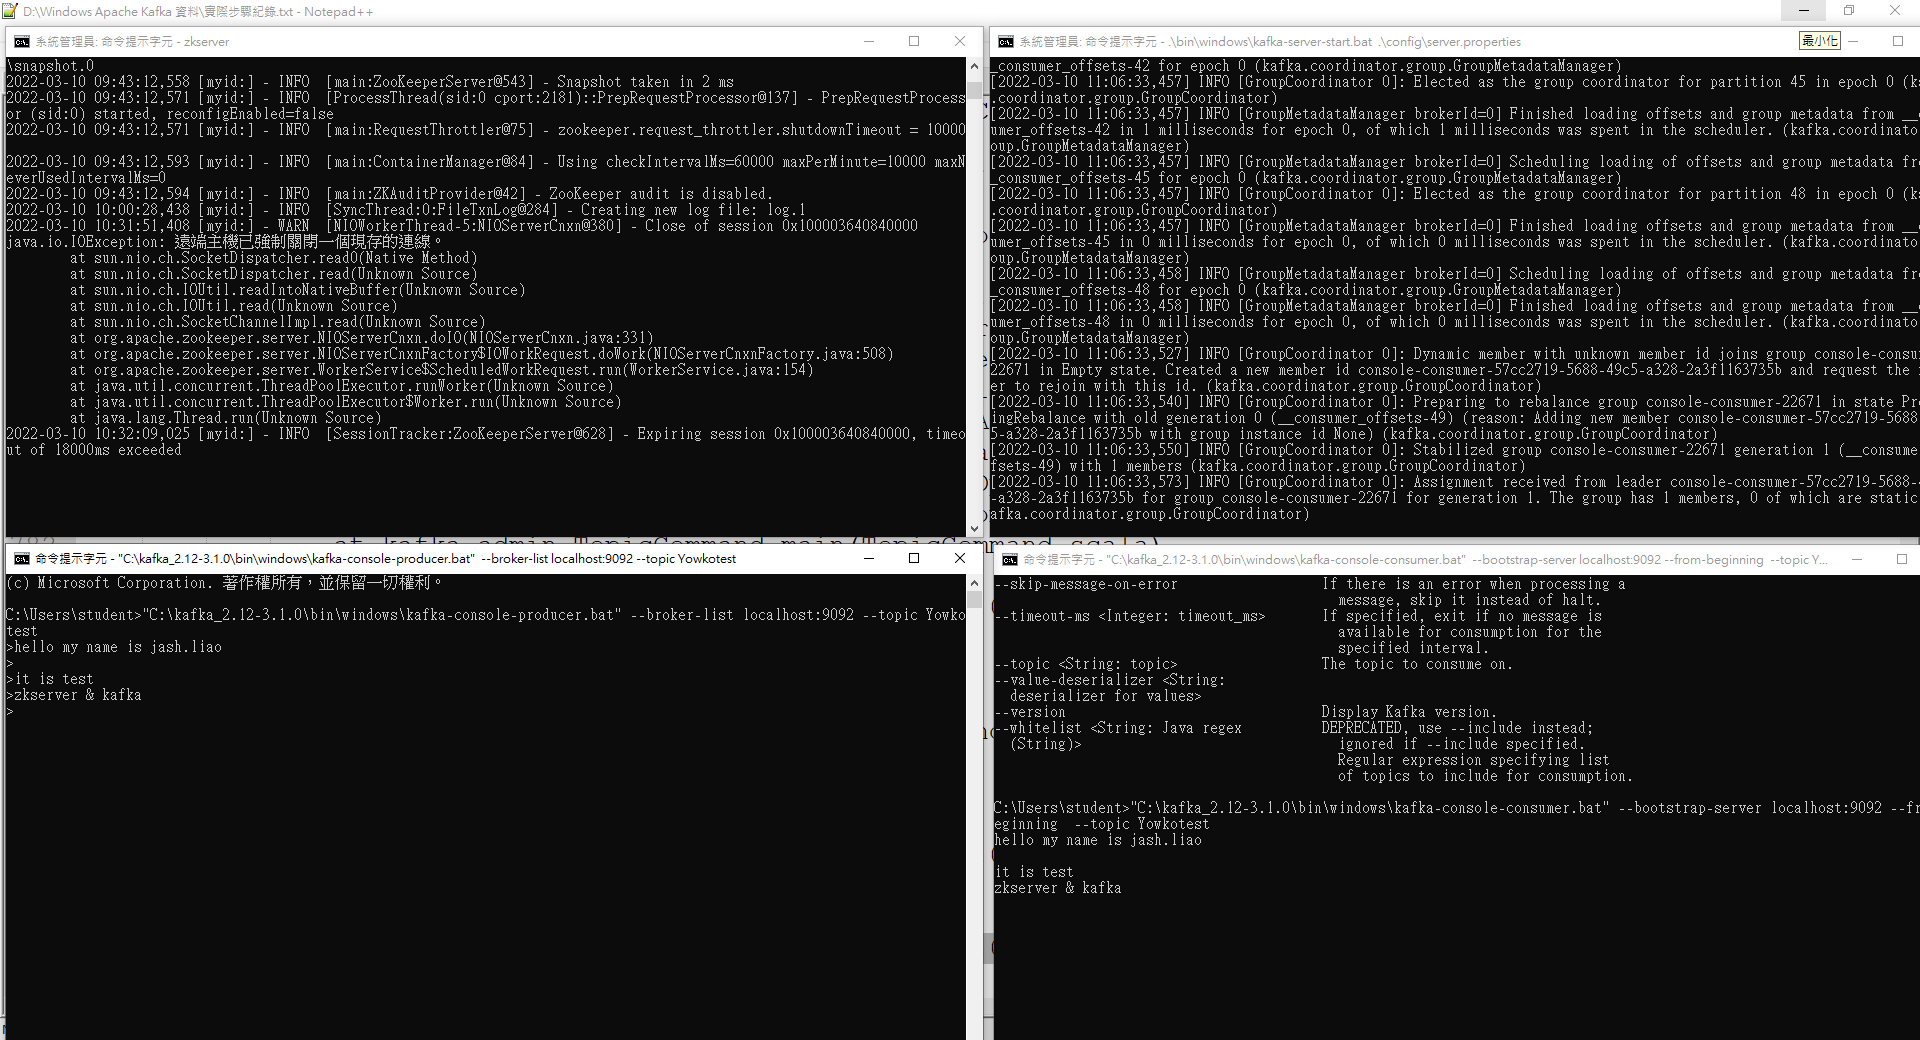 D:\Windows Apache Kafka 資料\實際步驟紀錄.txt - Notepad++
系統管理員: 命令提示字元 - zkserver
\snapshot.0
2022-03-10 09:43:12,558 [myid:] - INFO  [main:ZooKeeperServer@543] - Snapshot taken in 2 ms
2022-03-10 09:43:12,571 [myid:] - INFO  [ProcessThread(sid:0 cport:2181)::PrepRequestProcessor@137] - PrepRequestProcess
or (sid:0) started, reconfigEnabled=false
2022-03-10 09:43:12,571 [myid:] - INFO  [main:RequestThrottler@75] - zookeeper.request_throttler.shutdownTimeout = 10000
2022-03-10 09:43:12,593 [myid:] - INFO  [main:ContainerManager@84] - Using checkIntervalMs=60000 maxPerMinute=10000 maxN
everUsedIntervalMs=0
2022-03-10 09:43:12,594 [myid:] - INFO  [main:ZKAuditProvider@42] - ZooKeeper audit is disabled.
2022-03-10 10:00:28,438 [myid:] - INFO  [SyncThread:0:FileTxnLog@284] - Creating new log file: log.1
2022-03-10 10:31:51,408 [myid:] - WARN  [NIOWorkerThread-5:NIOServerCnxn@380] - Close of session 0x100003640840000
java.io.IOException: 遠端主機已強制關閉一個現存的連線。
at sun.nio.ch.SocketDispatcher.read0(Native Method)
at sun.nio.ch.SocketDispatcher.read(Unknown Source)
at sun.nio.ch.IOUtil.readIntoNativeBuffer(Unknown Source)
at sun.nio.ch.IOUtil.read(Unknown Source)
at sun.nio.ch.SocketChannelImpl.read(Unknown Source)
at org.apache.zookeeper.server.NIOServerCnxn.doIO(NIOServerCnxn.java:331)
at org.apache.zookeeper.server.NIOServerCnxnFactory$IOWorkRequest.doWork(NIOServerCnxnFactory.java:508)
at org.apache.zookeeper.server.WorkerService$ScheduledWorkRequest.run(WorkerService.java:154)
at java.util.concurrent.ThreadPoolExecutor.runWorker(Unknown Source)
at java.util.concurrent.ThreadPoolExecutor$Worker.run(Unknown Source)
at java.lang.Thread.run(Unknown Source)
2022-03-10 10:32:09,025 [myid:] - INFO  [SessionTracker:ZooKeeperServer@628] - Expiring session 0x100003640840000, timeo
ut of 18000ms exceeded
系統管理員: 命令提示字元 - .\bin\windows\kafka-server-start.bat .\config\server.properties
最小化
_consumer_offsets-42 for epoch 0 (kafka.coordinator.group.GroupMetadataManager)
[2022-03-10 11:06:33,457] INFO [GroupCoordinator 0]: Elected as the group coordinator for partition 45 in epoch 0 (k
.coordinator.group.GroupCoordinator)
[2022-03-10 11:06:33,457] INFO [GroupMetadataManager brokerId=0] Finished loading offsets and group metadata from __
umer_offsets-42 in 1 milliseconds for epoch 0, of which 1 milliseconds was spent in the scheduler. (kafka.coordinato
oup.GroupMetadataManager)
[2022-03-10 11:06:33,457] INFO [GroupMetadataManager brokerId=0] Scheduling loading of offsets and group metadata fr
_consumer_offsets-45 for epoch 0 (kafka.coordinator.group.GroupMetadataManager)
[2022-03-10 11:06:33,457] INFO [GroupCoordinator 0]: Elected as the group coordinator for partition 48 in epoch 0 (k
.coordinator.group.GroupCoordinator)
[2022-03-10 11:06:33,457] INFO [GroupMetadataManager brokerId=0] Finished loading offsets and group metadata from __
umer_offsets-45 in 0 milliseconds for epoch 0, of which 0 milliseconds was spent in the scheduler. (kafka.coordinato
oup.GroupMetadataManager)
[2022-03-10 11:06:33,458] INFO [GroupMetadataManager brokerId=0] Scheduling loading of offsets and group metadata fr
_consumer_offsets-48 for epoch 0 (kafka.coordinator.group.GroupMetadataManager)
[2022-03-10 11:06:33,458] INFO [GroupMetadataManager brokerId=0] Finished loading offsets and group metadata from __
umer_offsets-48 in 0 milliseconds for epoch 0, of which 0 milliseconds was spent in the scheduler. (kafka.coordinato
oup.GroupMetadataManager)
[2022-03-10 11:06:33,527] INFO [GroupCoordinator 0]: Dynamic member with unknown member id joins group console-consu
22671 in Empty state. Created a new member id console-consumer-57cc2719-5688-49c5-a328-2a3f1163735b and request the
er to rejoin with this id. (kafka.coordinator.group.GroupCoordinator)
[2022-03-10 11:06:33,540] INFO [GroupCoordinator 0]: Preparing to rebalance group console-consumer-22671 in state Pr
ingRebalance with old generation 0 (__consumer_offsets-49) (reason: Adding new member console-consumer-57cc2719-5688
5-a328-2a3f1163735b with group instance id None) (kafka.coordinator.group.GroupCoordinator)
[2022-03-10 11:06:33,550] INFO [GroupCoordinator 0]: Stabilized group console-consumer-22671 generation 1 (__consume
fsets-49) with 1 members (kafka.coordinator.group.GroupCoordinator)
[2022-03-10 11:06:33,573] INFO [GroupCoordinator 0]: Assignment received from leader console-consumer-57cc2719-5688-
-a328-2a3f1163735b for group console-consumer-22671 for generation 1. The group has 1 members, 0 of which are static
afka.coordinator.group.GroupCoordinator)
命令提示字元 - "C:\kafka_2.12-3.1.0\bin\windows\kafka-console-producer.bat"  --broker-list localhost:9092 --topic Yowkotest
(c) Microsoft Corporation. 著作權所有，並保留一切權利。
C:\Users\student>"C:\kafka_2.12-3.1.0\bin\windows\kafka-console-producer.bat" --broker-list localhost:9092 --topic Yowko
test
>hello my name is jash.liao
>
>it is test
>zkserver & kafka
>
命令提示字元 - "C:\kafka_2.12-3.1.0\bin\windows\kafka-console-consumer.bat"  --bootstrap-server localhost:9092 --from-beginning  --topic Y...
--skip-message-on-error                  If there is an error when processing a
message, skip it instead of halt.
--timeout-ms <Integer: timeout_ms>       If specified, exit if no message is
available for consumption for the
specified interval.
--topic <String: topic>                  The topic to consume on.
--value-deserializer <String:
deserializer for values>
--version                                Display Kafka version.
--whitelist <String: Java regex          DEPRECATED, use --include instead;
(String)>                                ignored if --include specified.
Regular expression specifying list
of topics to include for consumption.
C:\Users\student>"C:\kafka_2.12-3.1.0\bin\windows\kafka-console-consumer.bat" --bootstrap-server localhost:9092 --fr
eginning  --topic Yowkotest
hello my name is jash.liao
it is test
zkserver & kafka